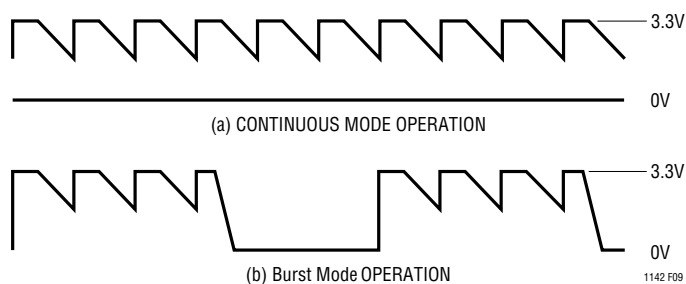 3.3V
0V
(a) CONTINUOUS MODE OPERATION
3.3V
0V
(b) Burst Mode OPERATION
1142 F09